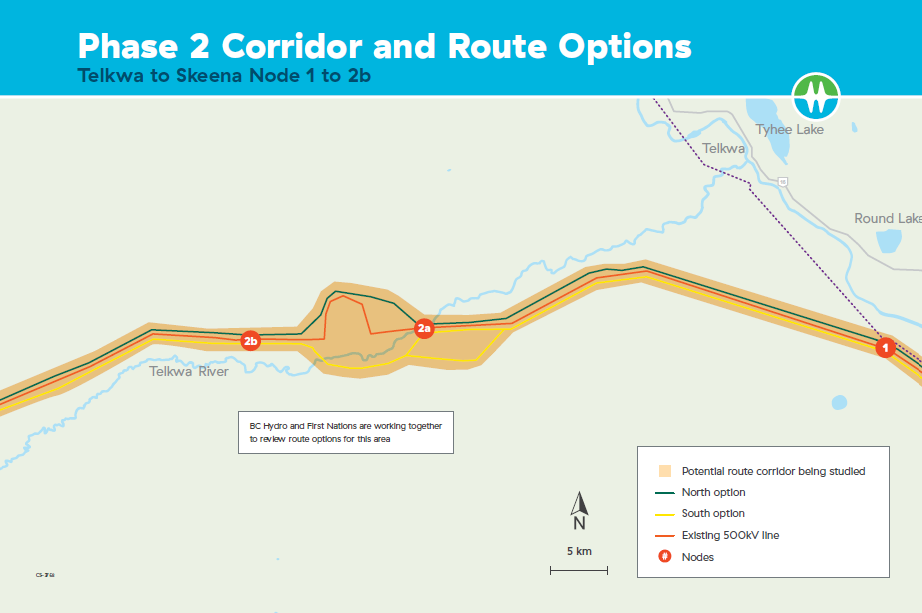 Phase 2 Corridor and Route Options
Telkwa to Skeena Node 1 to 2b
Tyhee Lake
Telkwa
16
Round Lake
2a
2b
1
Telkwa River
BC Hydro and First Nations are working together
to review route options for this area
Potential route corridor being studied
North option
South option
Existing 500kV line
# Nodes
N
5 km